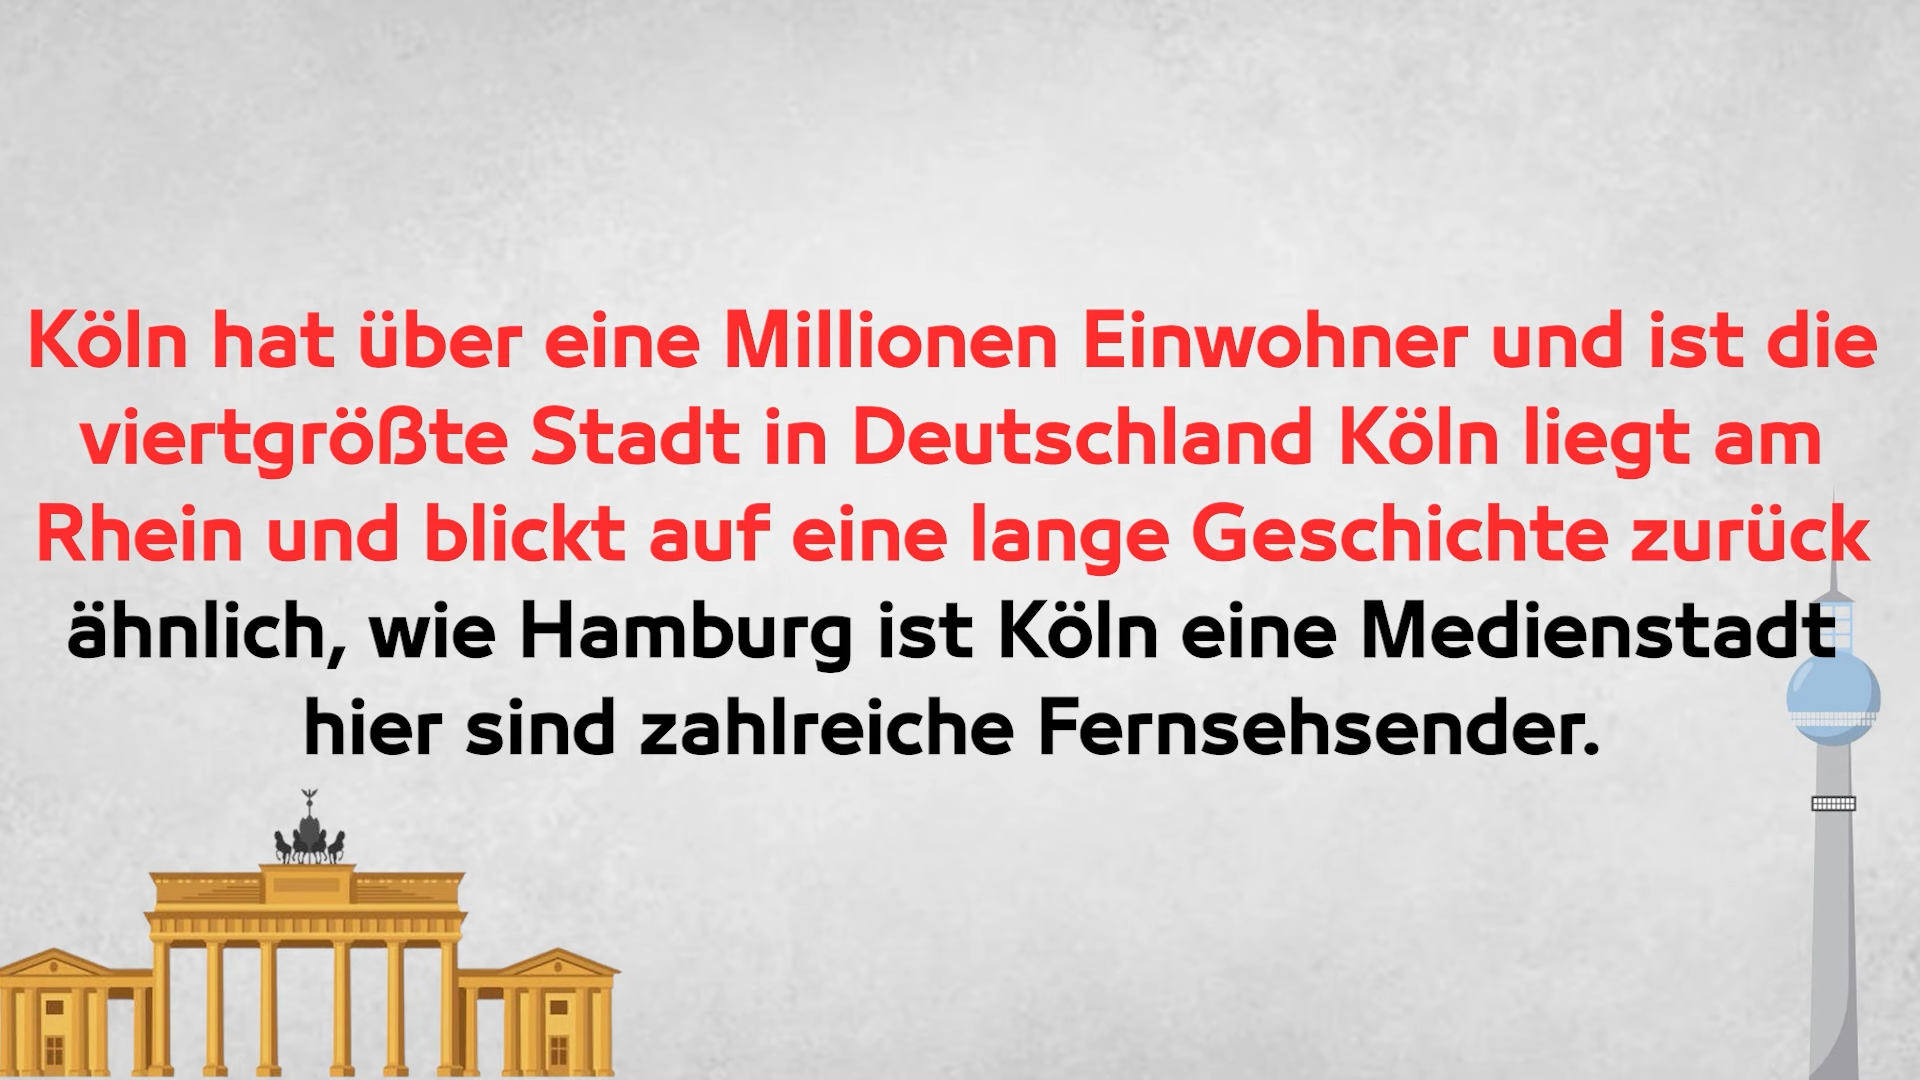 Köln hat über eine Millionen Einwohner und ist die
viertgrößte Stadt in Deutschland Köln liegt am
Rhein und blickt auf eine lange Geschichte zurück
ähnlich, wie Hamburg ist Köln eine Medienstadt
hier sind zahlreiche Fernsehsender.